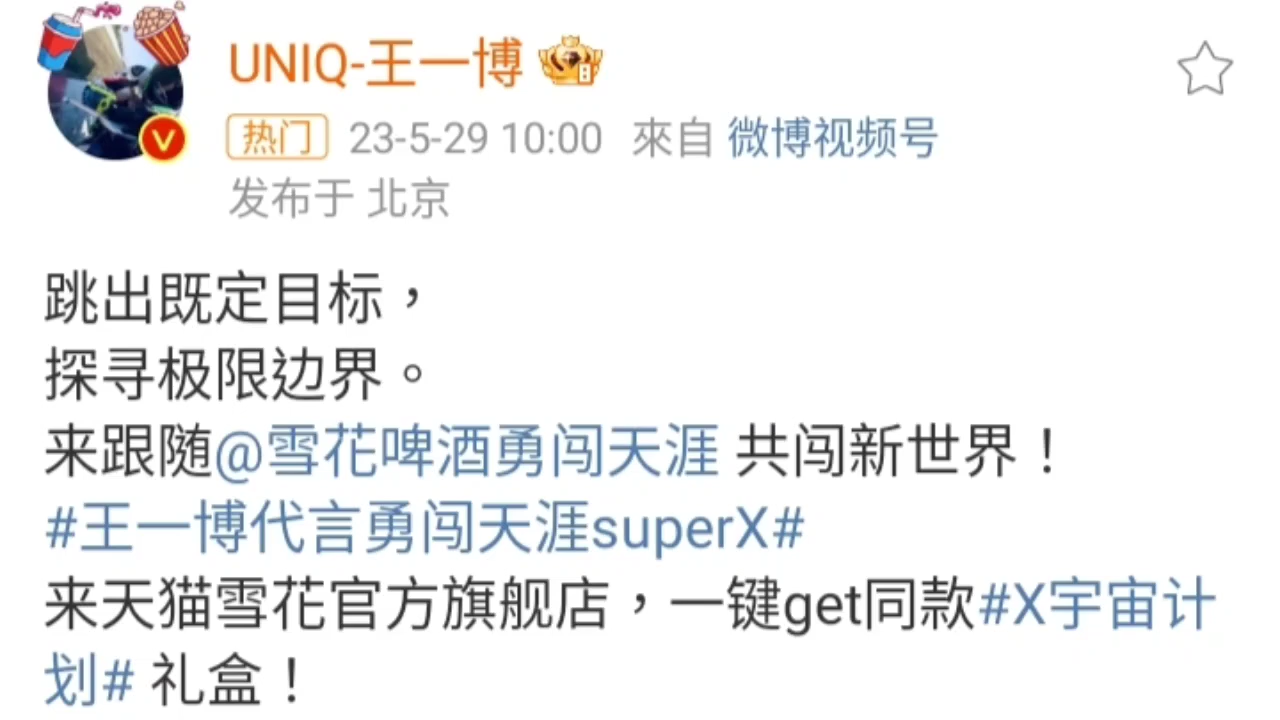 UNIQ-王一博
热门 23-5-29 10:00 來自 微博视频号
发布于 北京
跳出既定目标，
探寻极限边界。
来跟随@雪花啤酒勇闯天涯 共闯新世界！
#王一博代言勇闯天涯superX#
来天猫雪花官方旗舰店，一键get同款#X宇宙计
划# 礼盒！